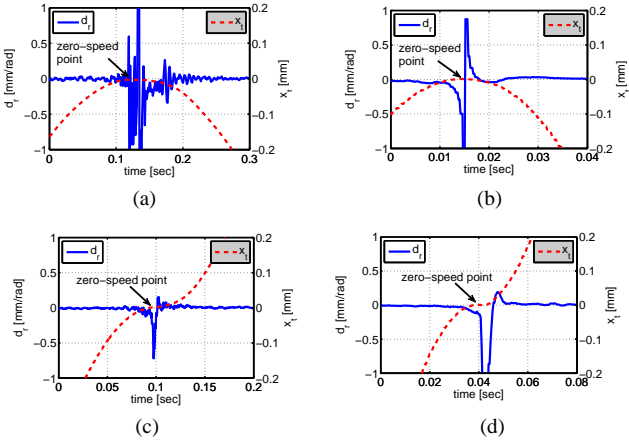 d_r
x_t
zero−speed point
d_r [mm/rad]
x_t [mm]
1
0.5
0
−0.5
−1
0.2
0.1
0
−0.1
−0.2
0
0.1
0.2
0.3
time [sec]
(a)
d_r
x_t
zero−speed point
d_r [mm/rad]
x_t [mm]
1
0.5
0
−0.5
−1
0.2
0.1
0
−0.1
−0.2
0
0.01
0.02
0.03
0.04
time [sec]
(b)
d_r
x_t
zero−speed point
d_r [mm/rad]
x_t [mm]
1
0.5
0
−0.5
−1
0.2
0.1
0
−0.1
−0.2
0
0.05
0.1
0.15
0.2
time [sec]
(c)
d_r
x_t
zero−speed point
d_r [mm/rad]
x_t [mm]
1
0.5
0
−0.5
−1
0.2
0.1
0
−0.1
−0.2
0
0.02
0.04
0.06
0.08
time [sec]
(d)